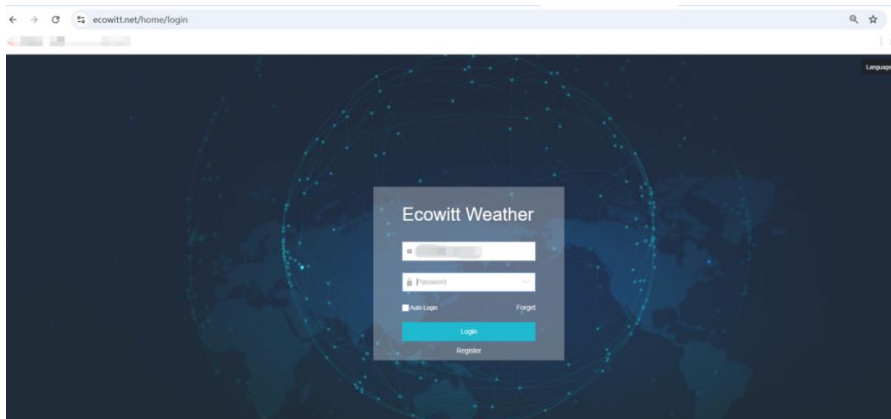 ecowitt.net/home/login
Language
Ecowitt Weather
Password
Auto Login Forget
Login
Register